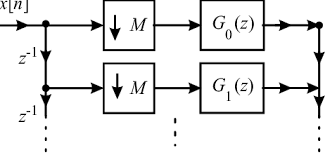 x[n]
↓ M
G₀(z)
z⁻¹
↓ M
G₁(z)
z⁻¹